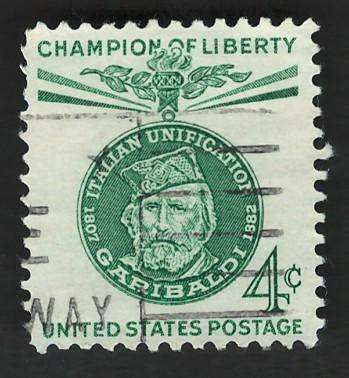 CHAMPION OF LIBERTY
ITALIAN UNIFICATION
1807 1882
GARIBALDI
4¢
WAY
UNITED STATES POSTAGE